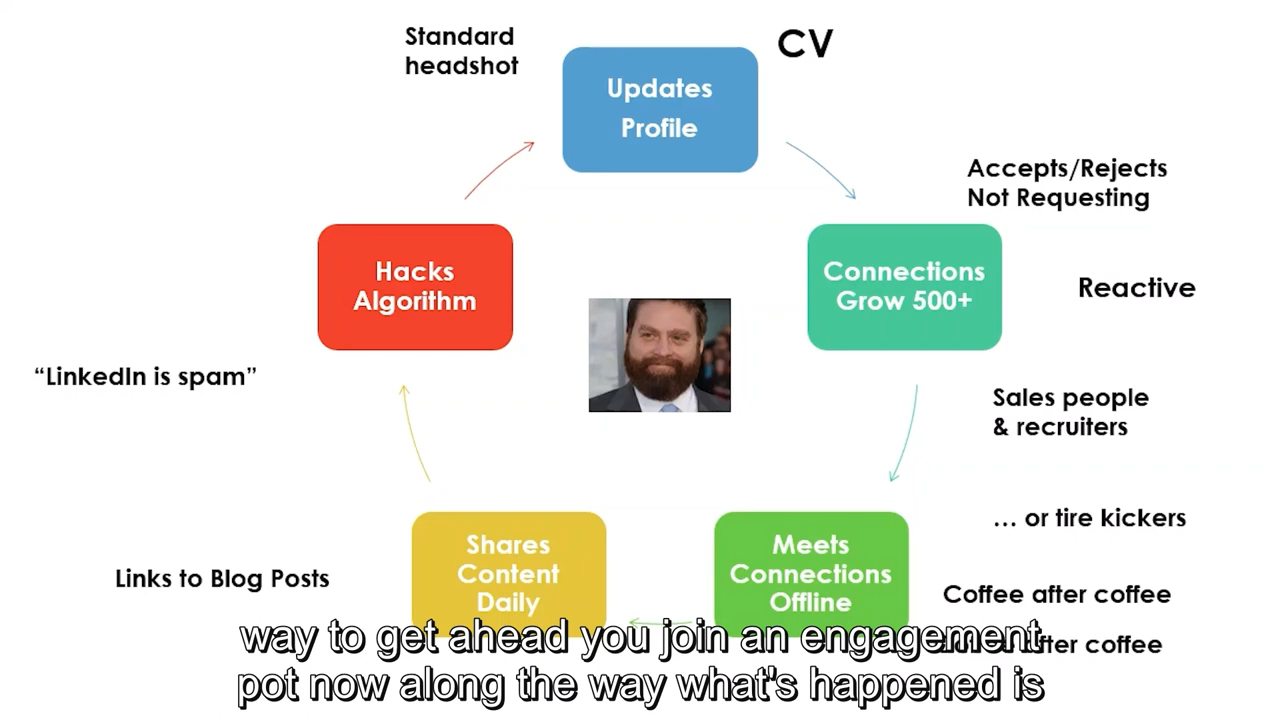 Standard
headshot
CV
Updates
Profile
Accepts/Rejects
Not Requesting
Hacks
Algorithm
Connections
Grow 500+
Reactive
“LinkedIn is spam”
Sales people
& recruiters
... or tire kickers
Shares
Content
Daily
Meets
Connections
Offline
Links to Blog Posts
Coffee after coffee
after coffee
way to get ahead you join an engagement
pot now along the way what's happened is